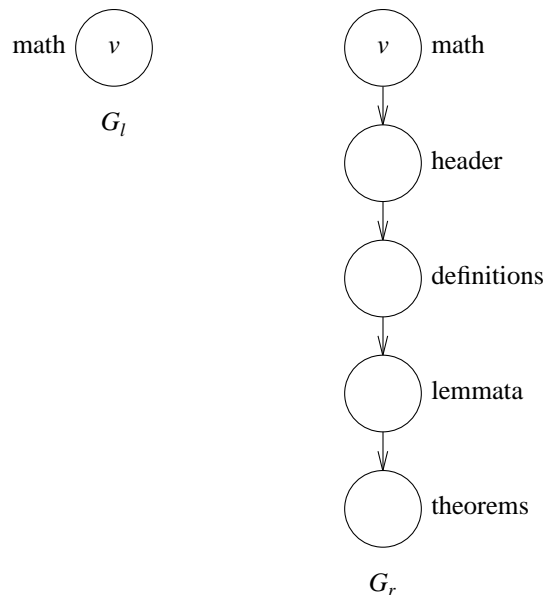 math v v math
G_l
header
definitions
lemmata
theorems
G_r